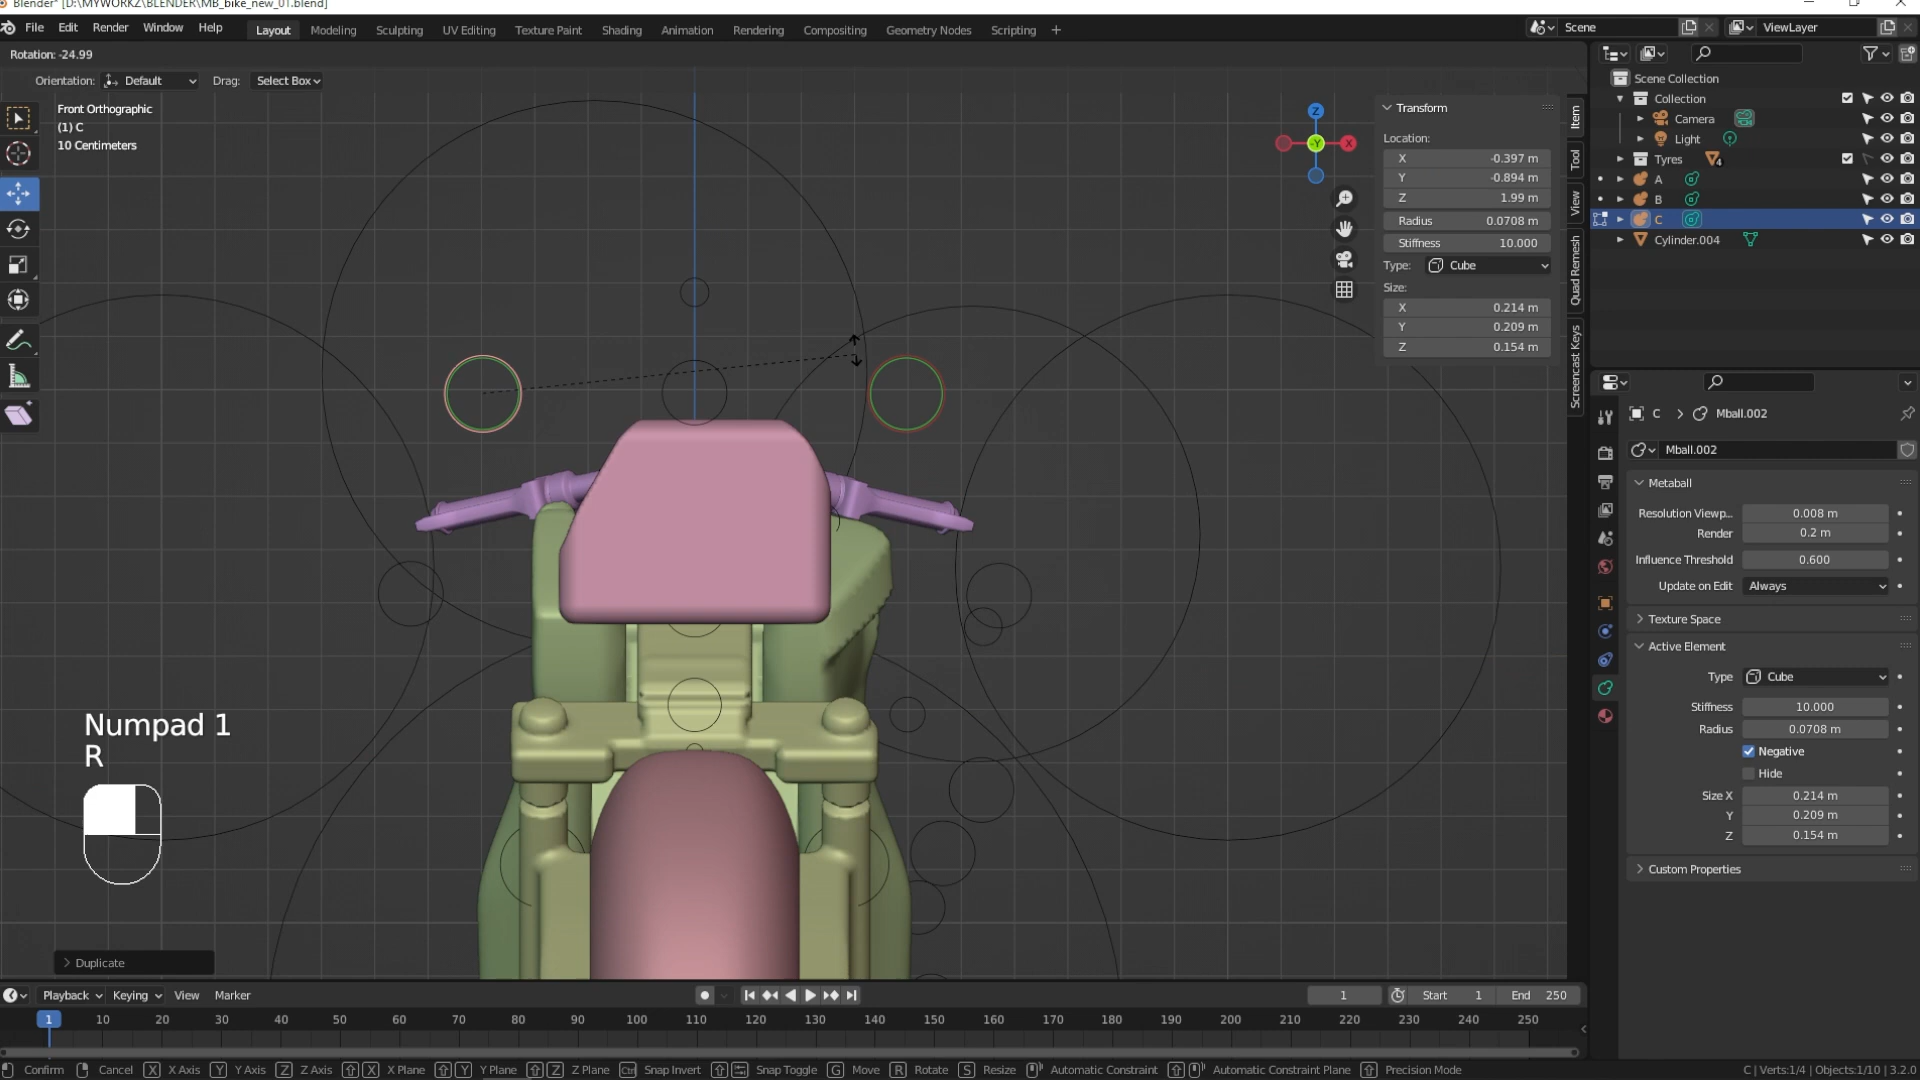 Blender* [D:\MYWORKZ\BLENDER\MB_bike_new_01.blend]
File Edit Render Window Help Layout Modeling Sculpting UV Editing Texture Paint Shading Animation Rendering Compositing Geometry Nodes Scripting + Scene ViewLayer
Rotation: -24.99
Orientation: Default Drag: Select Box
Front Orthographic
(1) C
10 Centimeters
Z
Y
X
Transform
Location:
X -0.397 m
Y -0.894 m
Z 1.99 m
Radius 0.0708 m
Stiffness 10.000
Type: Cube
Size:
X 0.214 m
Y 0.209 m
Z 0.154 m
Item
Tool
View
Quad Remesh
Screencast Keys
Scene Collection
Collection
Camera
Light
Tyres 4
A
B
C
Cylinder.004
C > Mball.002
Mball.002
Metaball
Resolution Viewp... 0.008 m
Render 0.2 m
Influence Threshold 0.600
Update on Edit Always
Texture Space
Active Element
Type Cube
Stiffness 10.000
Radius 0.0708 m
Negative
Hide
Size X 0.214 m
Y 0.209 m
Z 0.154 m
Custom Properties
Numpad 1
R
Duplicate
Playback Keying View Marker 1 Start 1 End 250
1 10 20 30 40 50 60 70 80 90 100 110 120 130 140 150 160 170 180 190 200 210 220 230 240 250
Confirm Cancel X X Axis Y Y Axis Z Z Axis X X Plane Y Y Plane Z Z Plane Ctrl Snap Invert Snap Toggle G Move R Rotate S Resize Automatic Constraint Automatic Constraint Plane Precision Mode C | Verts:1/4 | Objects:1/10 | 3.2.0